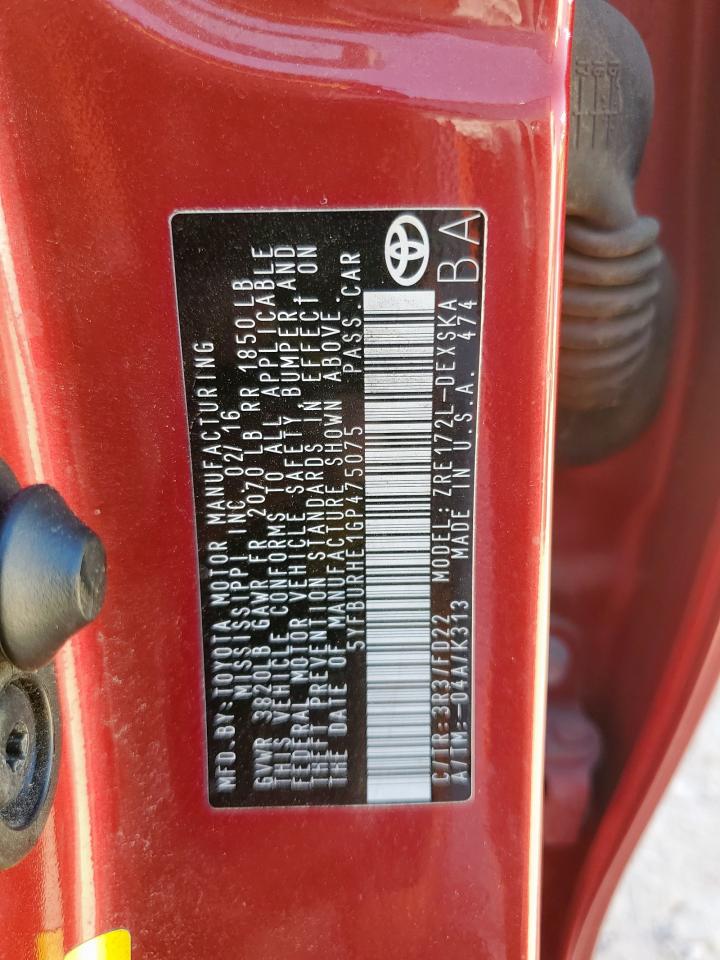 MFD.BY:TOYOTA MOTOR MANUFACTURING
MISSISSIPPI INC.02/16
GVWR 3820LB GAWR FR 2070 LB RR 1850LB
THIS VEHICLE CONFORMS TO ALL APPLICABLE
FEDERAL MOTOR VEHICLE SAFETY BUMPER AND
THEFT PREVENTION STANDARDS IN EFFECT ON
THE DATE OF MANUFACTURE SHOWN ABOVE.
5YFBURHE1GP475075 PASS.CAR
C/TR:3R3/FD22 MODEL:ZRE172L-DEXSKA
A/TM:-04A/K313 MADE IN U.S.A. 474
BA